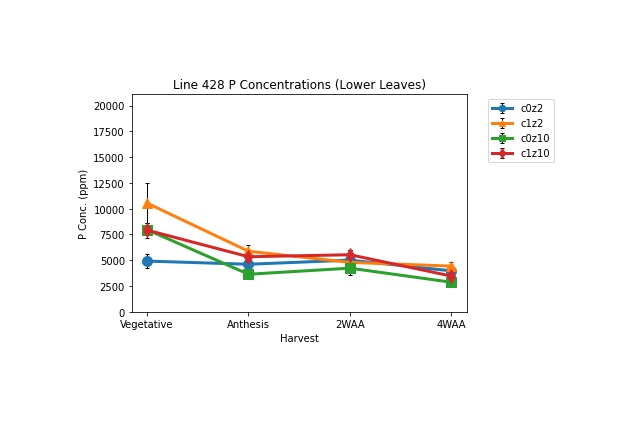 Line 428 P Concentrations (Lower Leaves)
20000
17500
15000
12500
10000
7500
5000
2500
0
P Conc. (ppm)
Vegetative Anthesis 2WAA 4WAA
Harvest
c0z2
c1z2
c0z10
c1z10